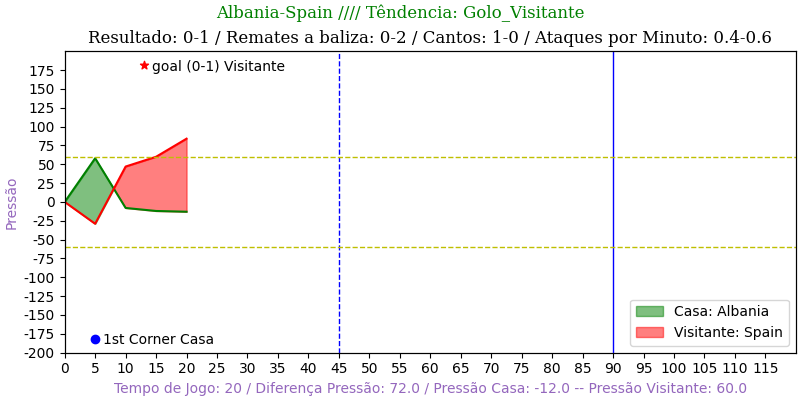 Albania-Spain //// Têndencia: Golo_Visitante
Resultado: 0-1 / Remates a baliza: 0-2 / Cantos: 1-0 / Ataques por Minuto: 0.4-0.6
Pressão
175
150
125
100
75
50
25
0
-25
-50
-75
-100
-125
-150
-175
-200
goal (0-1) Visitante
1st Corner Casa
Casa: Albania
Visitante: Spain
0 5 10 15 20 25 30 35 40 45 50 55 60 65 70 75 80 85 90 95 100 105 110 115
Tempo de Jogo: 20 / Diferença Pressão: 72.0 / Pressão Casa: -12.0 -- Pressão Visitante: 60.0